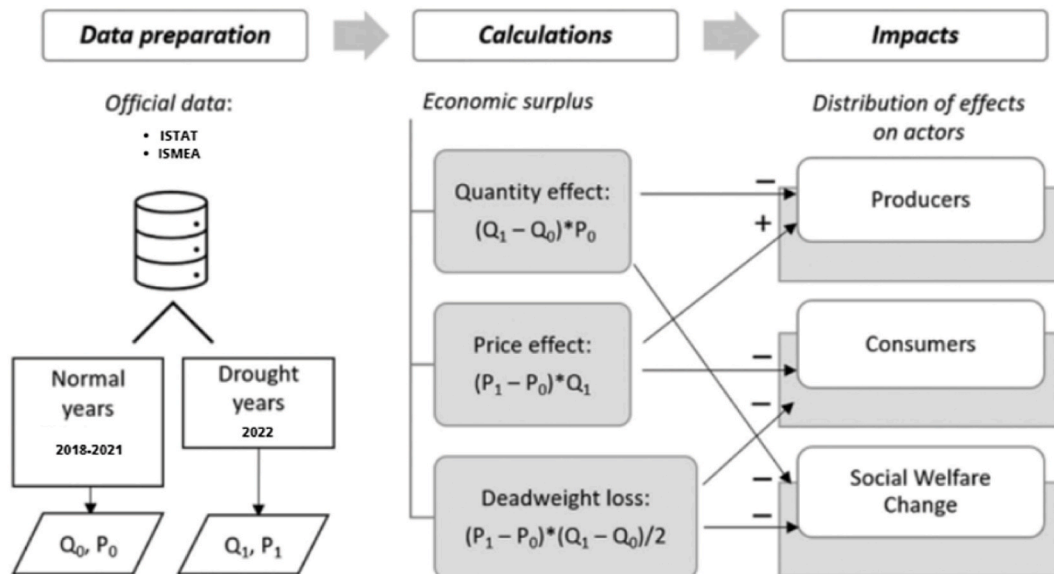 Data preparation
Calculations
Impacts
Official data:
• ISTAT
• ISMEA
Normal
years
2018-2021
Drought
years
2022
Q₀, P₀
Q₁, P₁
Economic surplus
Quantity effect:
(Q₁ – Q₀)*P₀
Price effect:
(P₁ – P₀)*Q₁
Deadweight loss:
(P₁ – P₀)*(Q₁ – Q₀)/2
Distribution of effects
on actors
–
+
Producers
–
–
Consumers
–
–
Social Welfare
Change